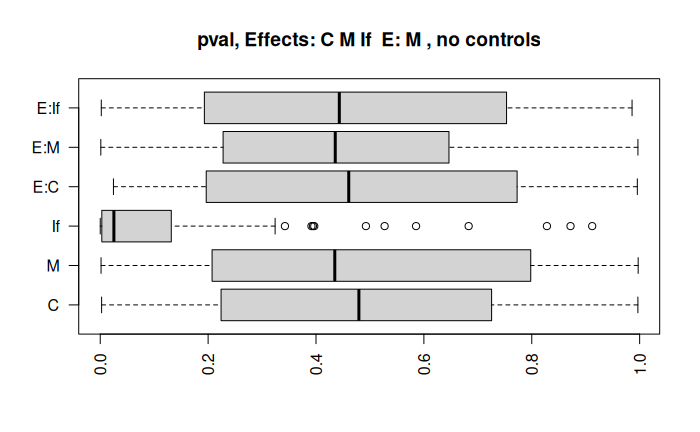 pval, Effects: C M If  E: M , no controls
E:If
E:M
E:C
If
M
C
0.0 0.2 0.4 0.6 0.8 1.0